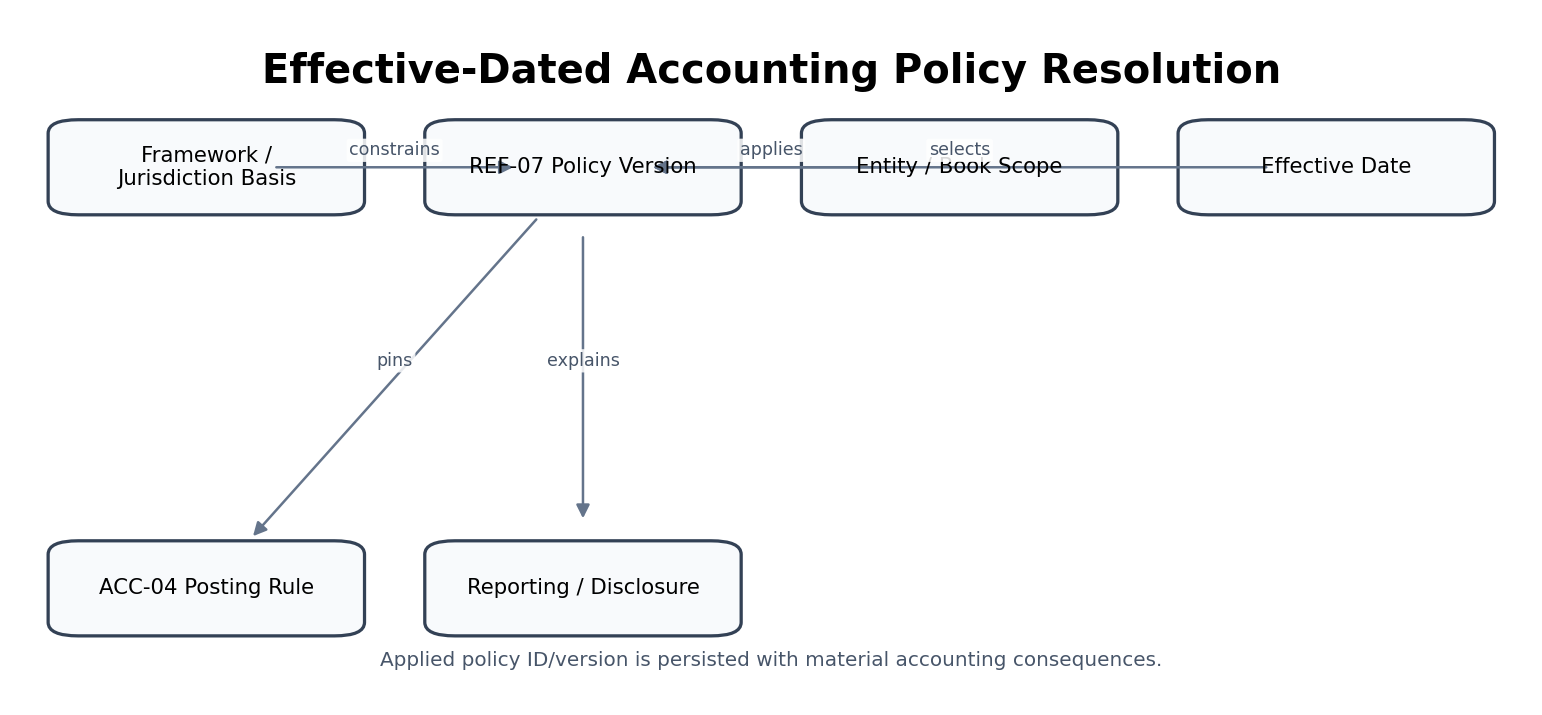 Effective-Dated Accounting Policy Resolution
Framework /
Jurisdiction Basis
constrains
REF-07 Policy Version
applies
Entity / Book Scope
selects
Effective Date
pins
explains
ACC-04 Posting Rule
Reporting / Disclosure
Applied policy ID/version is persisted with material accounting consequences.